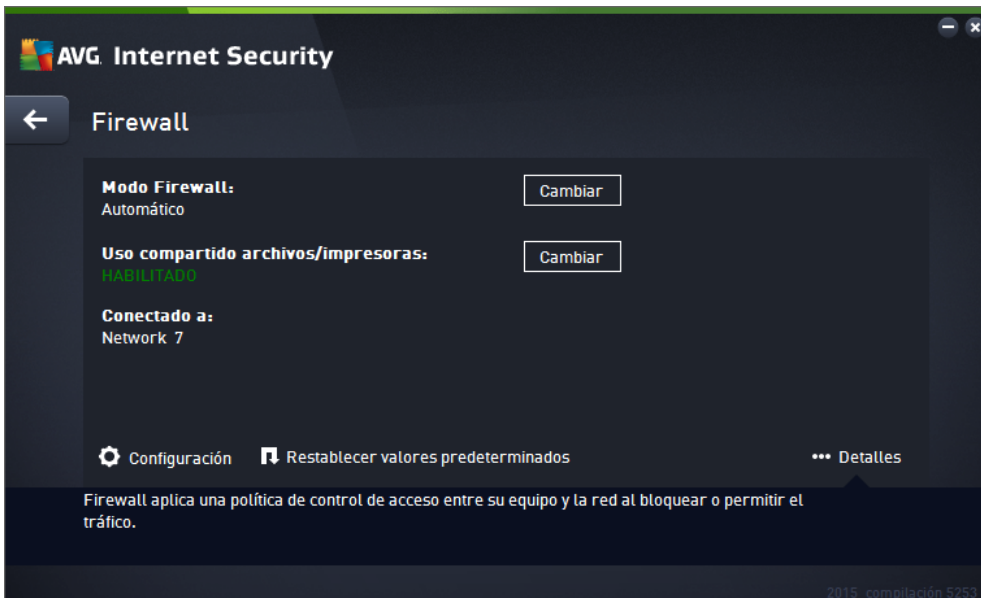 AVG. Internet Security
Firewall
Modo Firewall:
Cambiar
Automático
Uso compartido archivos/impresoras:
Cambiar
HABILITADO
Conectado a:
Network 7
Configuración
Restablecer valores predeterminados
Detalles
Firewall aplica una política de control de acceso entre su equipo y la red al bloquear o permitir el
tráfico.
2015 compilación 5253